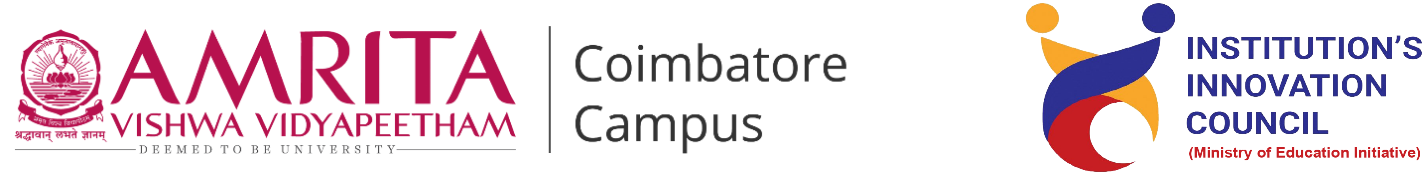 AMRITA
VISHWA VIDYAPEETHAM
DEEMED TO BE UNIVERSITY
श्रद्धावान् लभते ज्ञानम्
Coimbatore
Campus
INSTITUTION'S
INNOVATION
COUNCIL
(Ministry of Education Initiative)